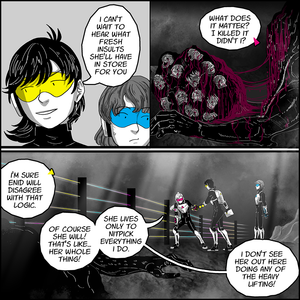 I CAN'T
WAIT TO
HEAR WHAT
FRESH
INSULTS
SHE'LL HAVE
IN STORE
FOR YOU
WHAT DOES
IT MATTER?
I KILLED IT
DIDN'T I?
I'M SURE
ENID WILL
DISAGREE
WITH THAT
LOGIC.
OF COURSE
SHE WILL!
THAT'S LIKE...
HER WHOLE
THING!
SHE LIVES
ONLY TO
NITPICK
EVERYTHING
I DO.
I DON'T SEE
HER OUT HERE
DOING ANY OF
THE HEAVY
LIFTING!